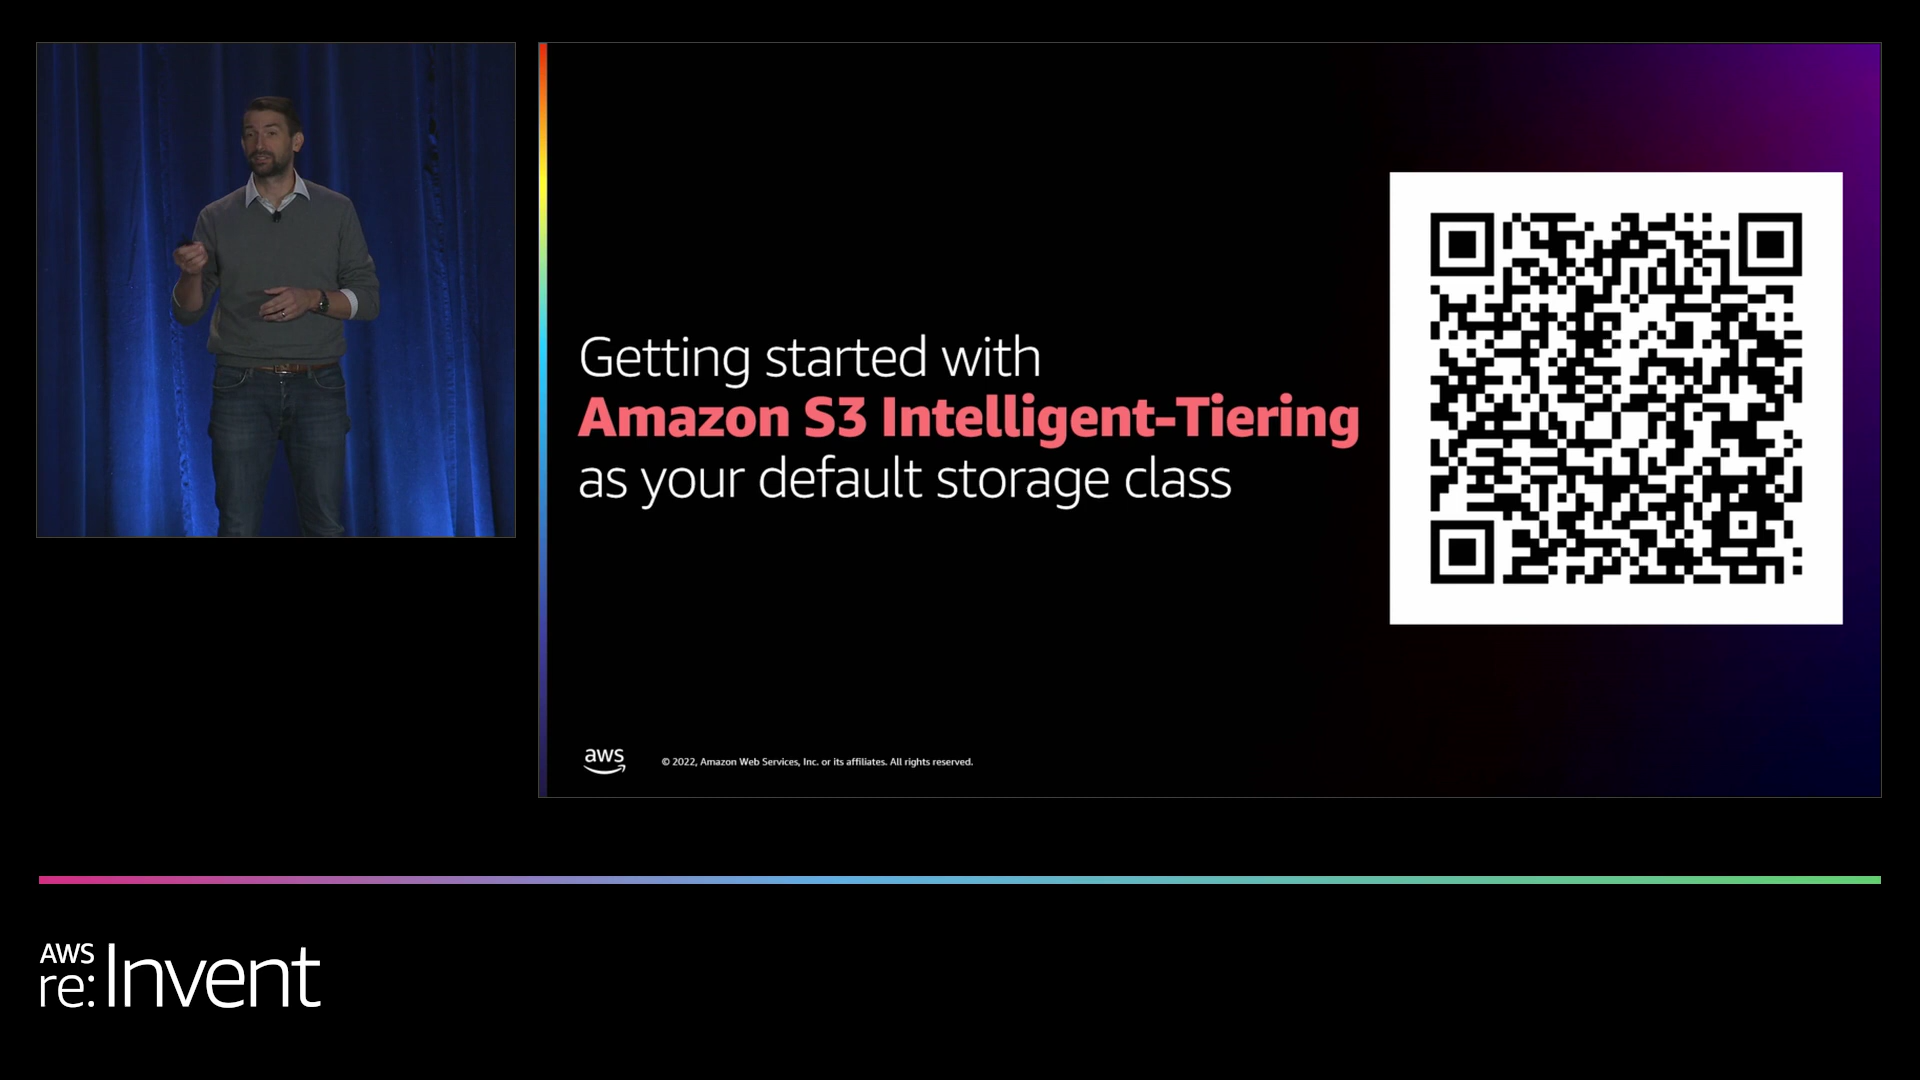 Getting started with
Amazon S3 Intelligent-Tiering
as your default storage class
aws
© 2022, Amazon Web Services, Inc. or its affiliates. All rights reserved.
AWS
re:Invent